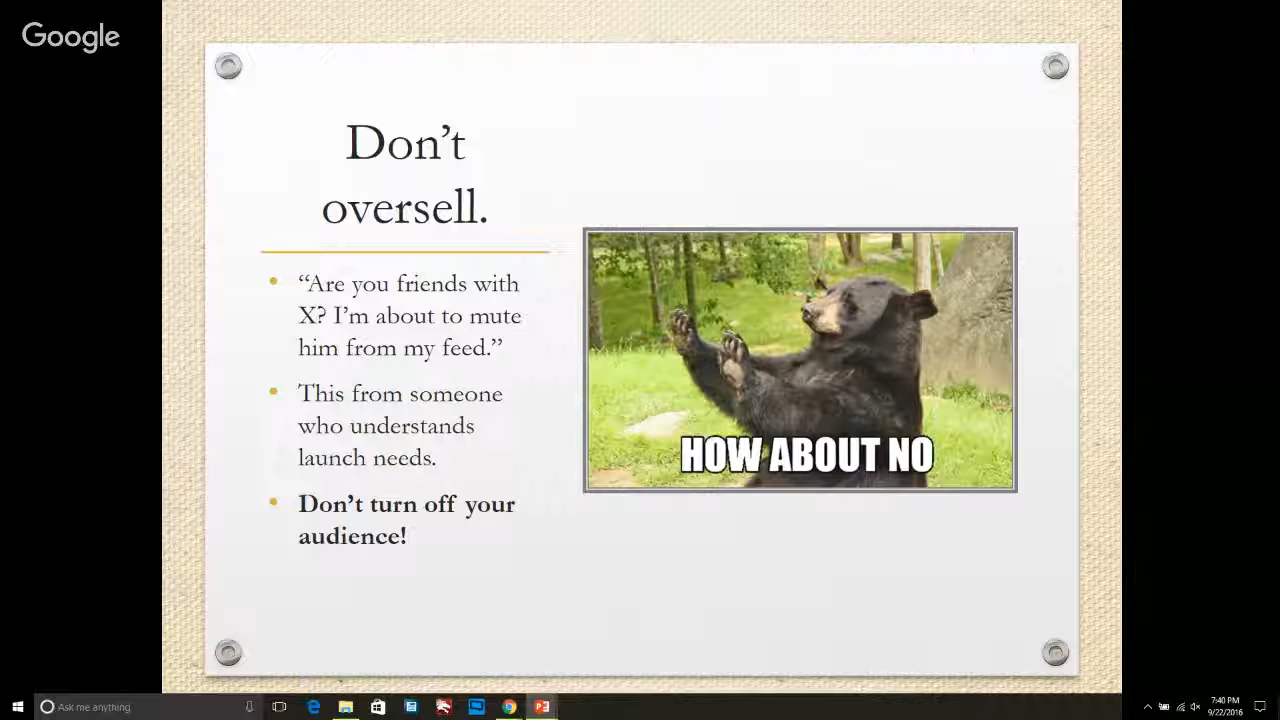 Google
Don't
oversell.
“Are you friends with
X? I'm about to mute
him from my feed.”
This from someone
who understands
launch needs.
Don't turn off your
audience!
HOW ABOUT NO
Ask me anything
7:40 PM
9/22/2016